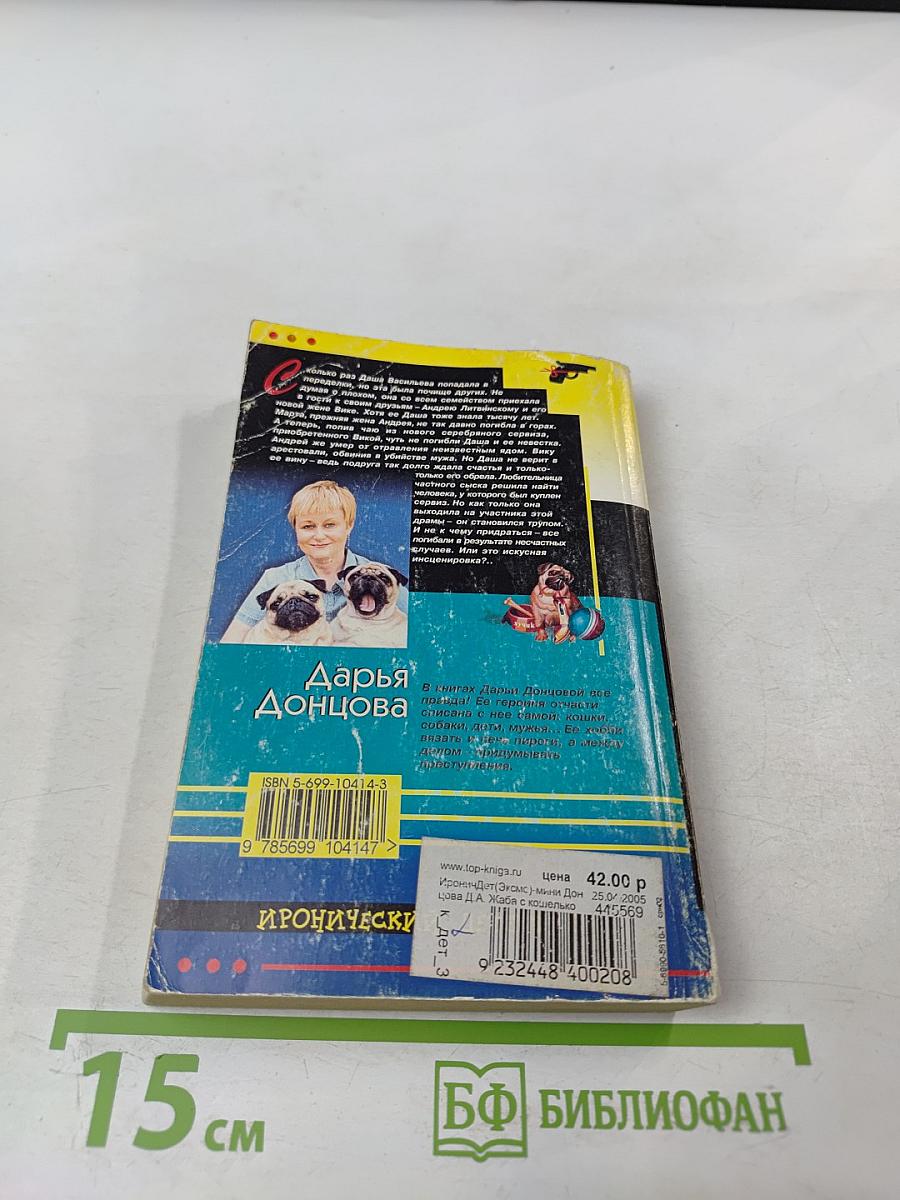 Сколько раз Даша Васильева попадала в
переделки, но эта была почище других. Не
думая о плохом, она со всем семейством приехала
в гости к своим друзьям – Андрею Литвинскому и его
новой жене Вике. Хотя ее Даша тоже знала тысячу лет.
Марта, прежняя жена Андрея, не так давно погибла в горах.
А теперь, попив чаю из нового серебряного сервиза,
приобретенного Викой, чуть не погибли Даша и ее невестка.
Андрей же умер от отравления неизвестным ядом. Вику
арестовали, обвинив в убийстве мужа. Но Даша не верит в
ее вину – ведь подруга так долго ждала счастья и только-
только его обрела. Любительница
частного сыска решила найти
человека, у которого был куплен
сервиз. Но как только она
выходила на участника этой
драмы – он становился трупом.
И не к чему придраться – все
погибали в результате несчастных
случаев. Или это искусная
инсценировка?..
Дарья
Донцова
В книгах Дарьи Донцовой все
правда! Ее героиня отчасти
списана с нее самой: кошки,
собаки, дети, мужья... Ее хобби
вязать и печь пироги, а между
делом придумывать
преступления.
ISBN 5-699-10414-3
9 785699 104147 >
www.top-kniga.ru цена 42.00 р
ИроничДет(Эксмо)-мини Дон 25.04.2005
цова Д.А. Жаба с кошелько 445569
к_Дет_3
9 232448 400208
ИРОНИЧЕСКИ
15 см
БФ БИБЛИОФАН